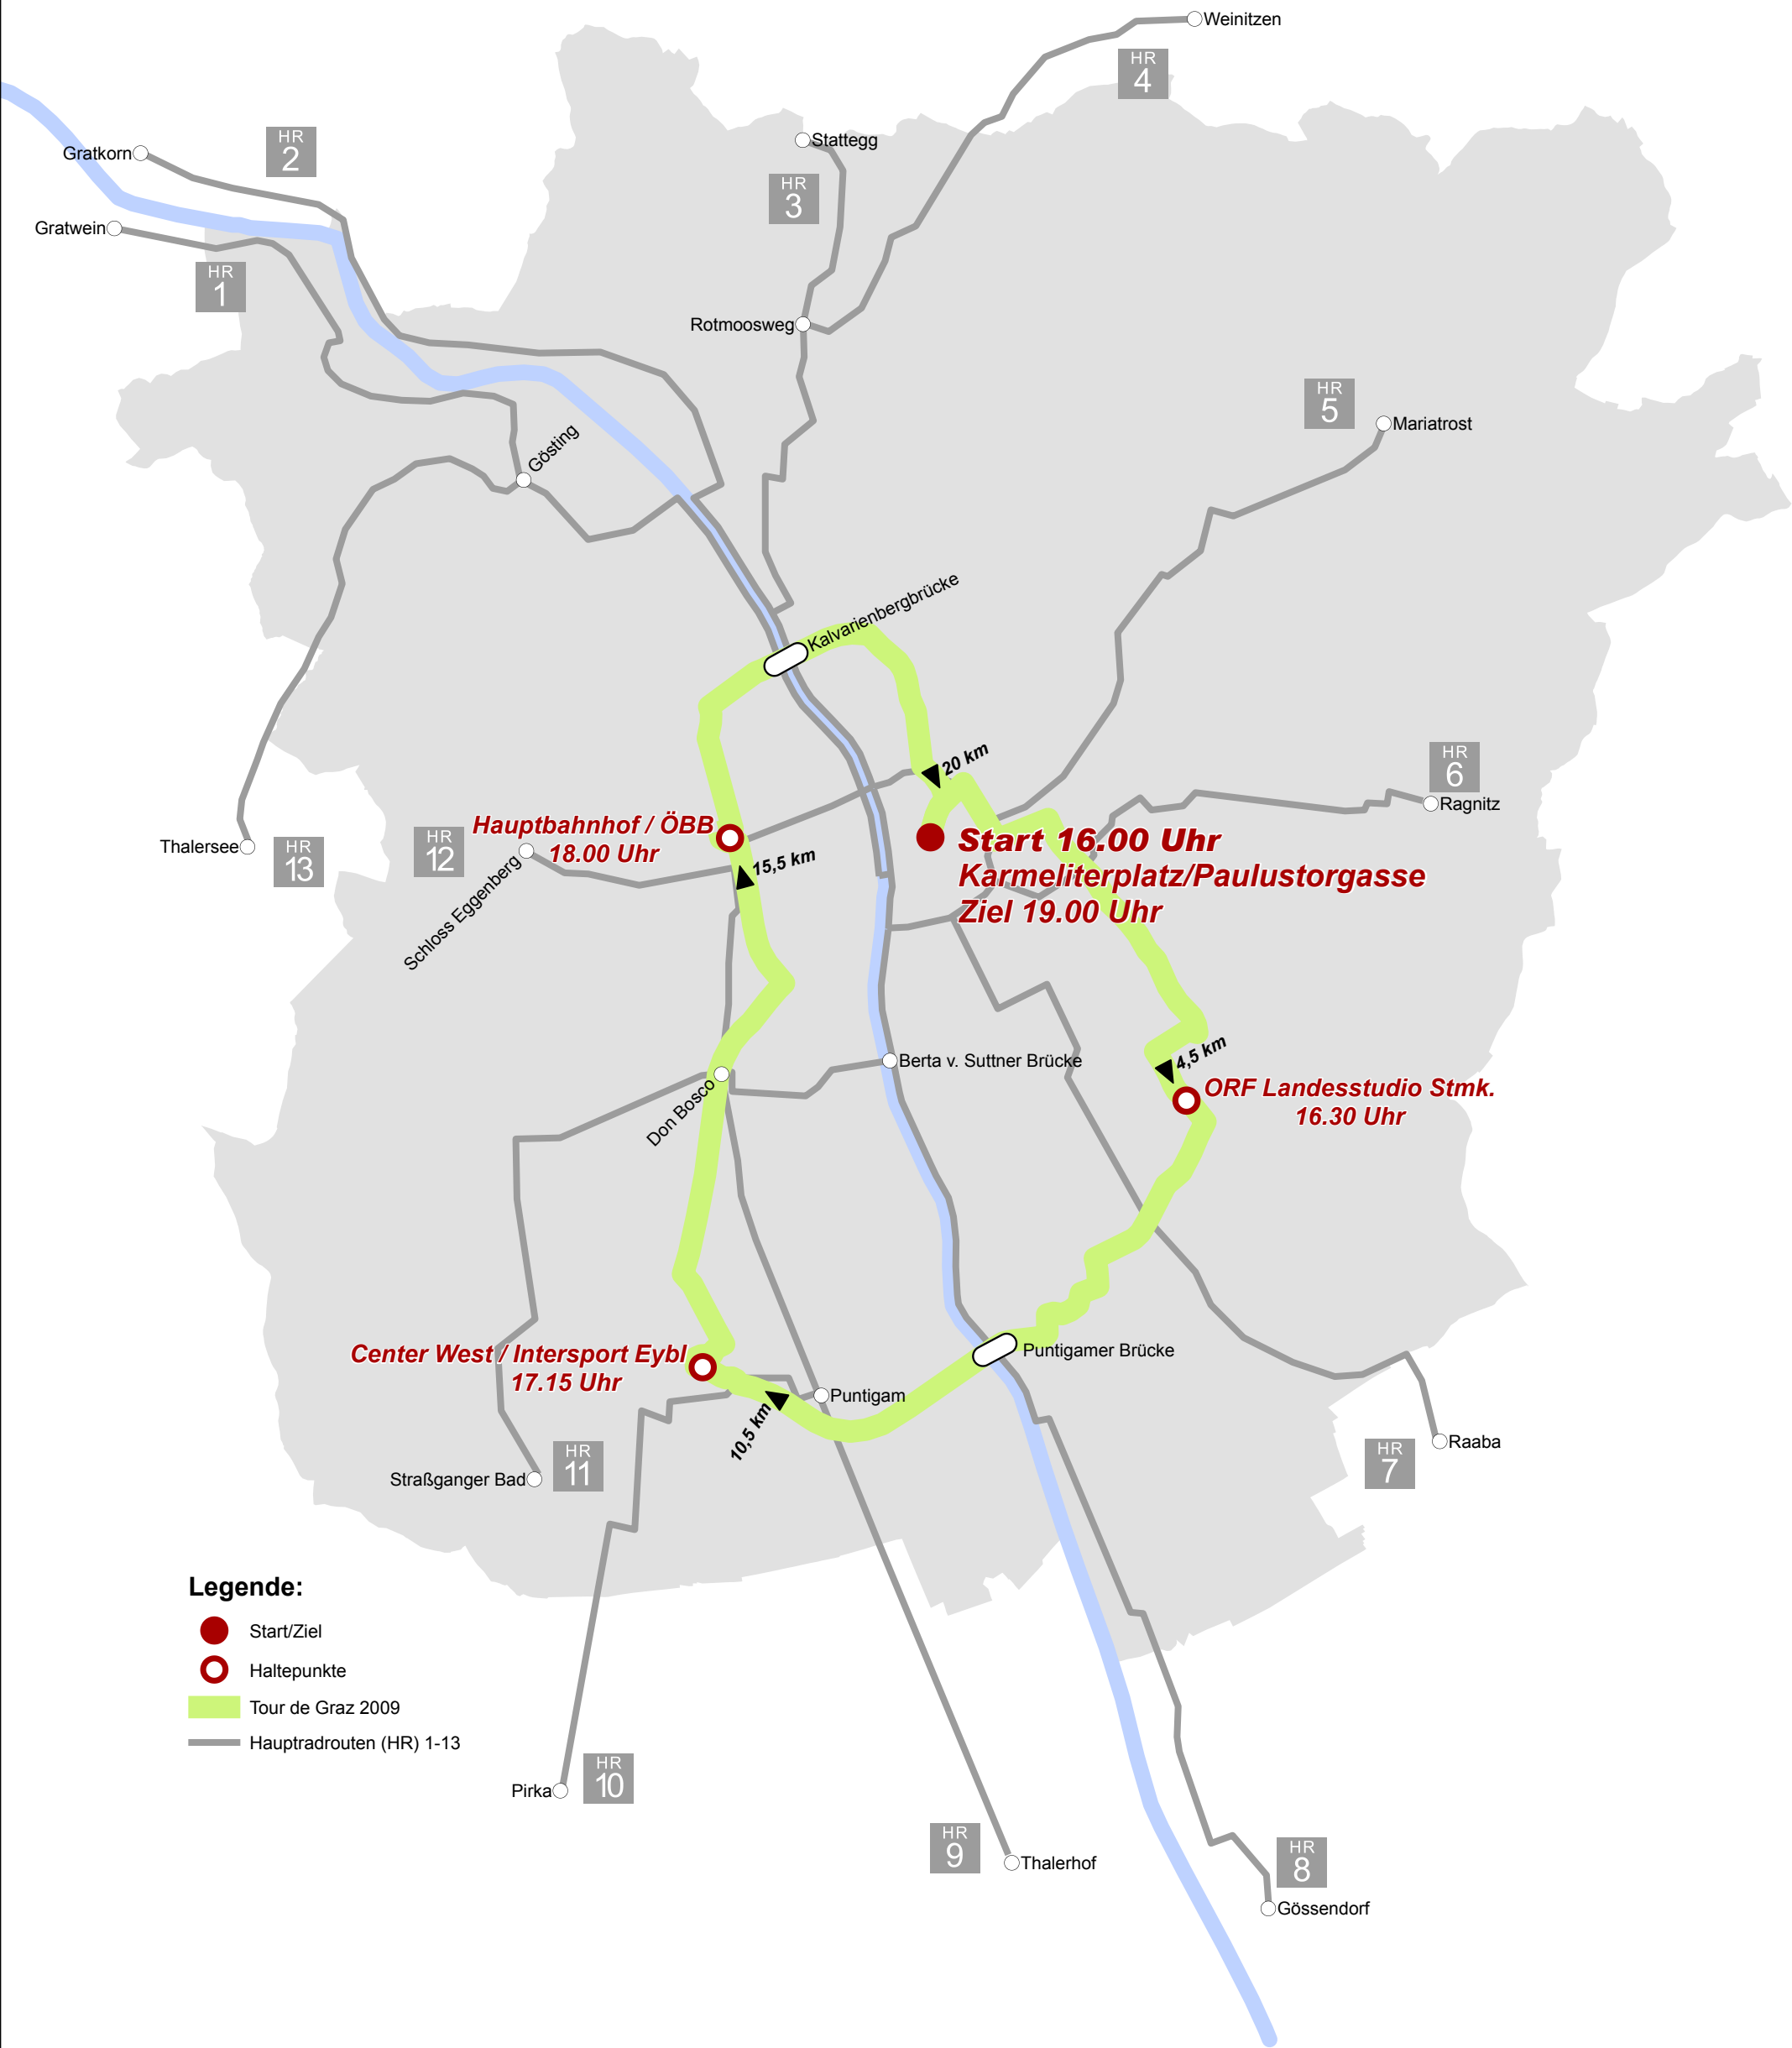 Weinitzen
HR
4
Stattegg
HR
3
HR
2
Gratkorn
Gratwein
HR
1
Rotmoosweg
HR
5
Mariatrost
Gösting
Kalvarienbergbrücke
20 km
HR
6
Ragnitz
Thalersee
HR
13
HR
12
Hauptbahnhof / ÖBB
18.00 Uhr
Schloss Eggenberg
15,5 km
Start 16.00 Uhr
Karmeliterplatz/Paulustorgasse
Ziel 19.00 Uhr
Berta v. Suttner Brücke
4,5 km
ORF Landesstudio Stmk.
16.30 Uhr
Don Bosco
Center West / Intersport Eybl
17.15 Uhr
Puntigamer Brücke
Puntigam
10,5 km
Straßganger Bad
HR
11
Raaba
HR
7
Legende:
Start/Ziel
Haltepunkte
Tour de Graz 2009
Hauptradrouten (HR) 1-13
Pirka
HR
10
HR
9
Thalerhof
HR
8
Gössendorf